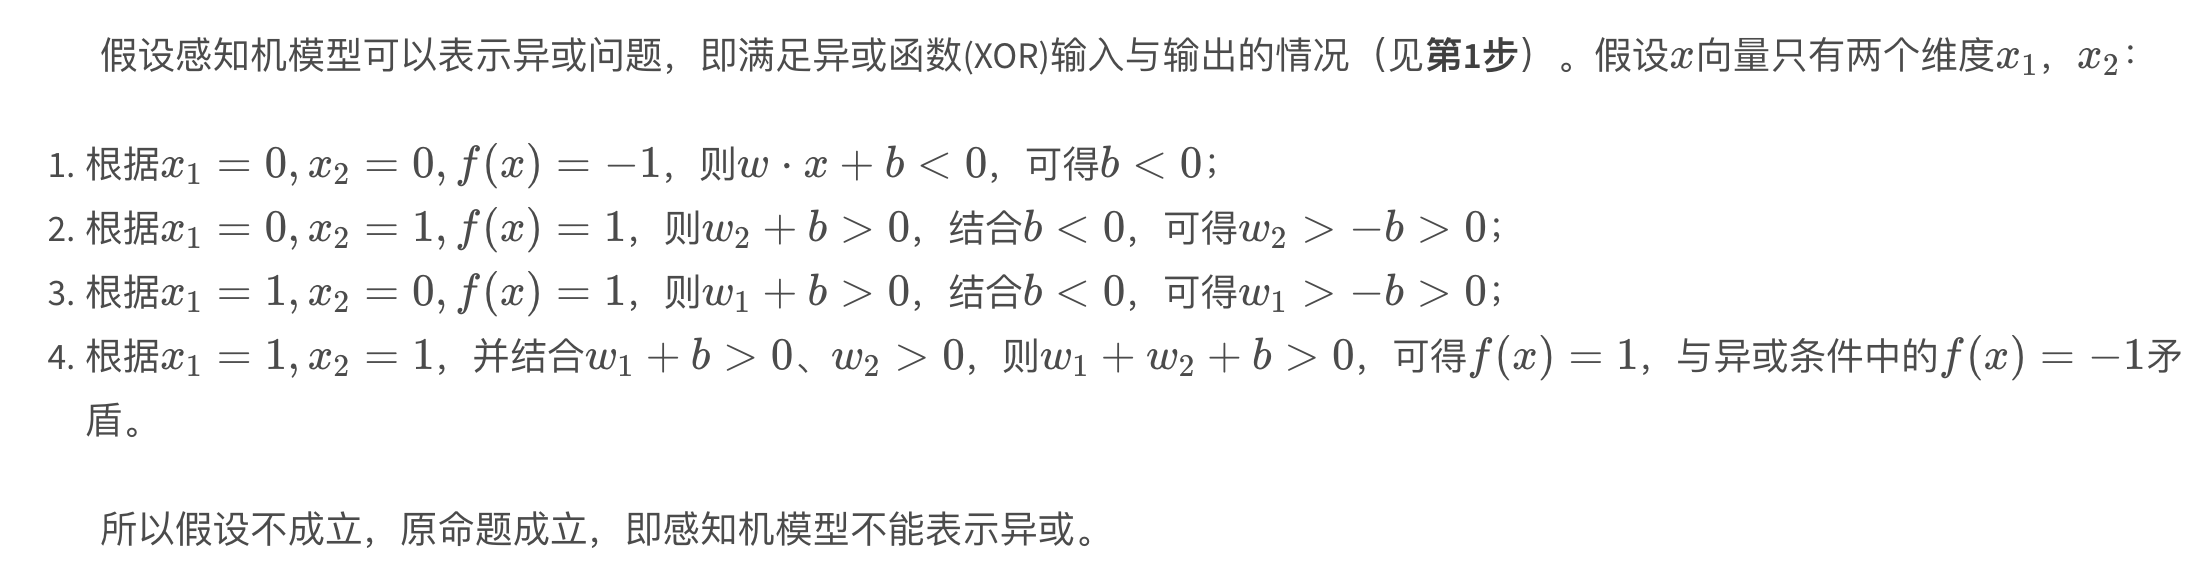 假设感知机模型可以表示异或问题，即满足异或函数(XOR)输入与输出的情况（见第1步）。假设x向量只有两个维度x₁，x₂：
1. 根据x₁ = 0, x₂ = 0, f(x) = −1，则w · x + b < 0，可得b < 0；
2. 根据x₁ = 0, x₂ = 1, f(x) = 1，则w₂ + b > 0，结合b < 0，可得w₂ > −b > 0；
3. 根据x₁ = 1, x₂ = 0, f(x) = 1，则w₁ + b > 0，结合b < 0，可得w₁ > −b > 0；
4. 根据x₁ = 1, x₂ = 1，并结合w₁ + b > 0、w₂ > 0，则w₁ + w₂ + b > 0，可得f(x) = 1，与异或条件中的f(x) = −1矛
盾。
所以假设不成立，原命题成立，即感知机模型不能表示异或。